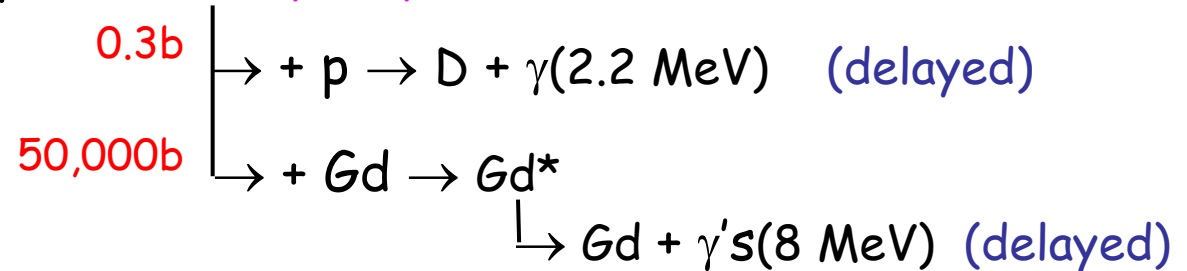 0.3b → + p → D + γ(2.2 MeV) (delayed)
50,000b → + Gd → Gd*
→ Gd + γ's(8 MeV) (delayed)